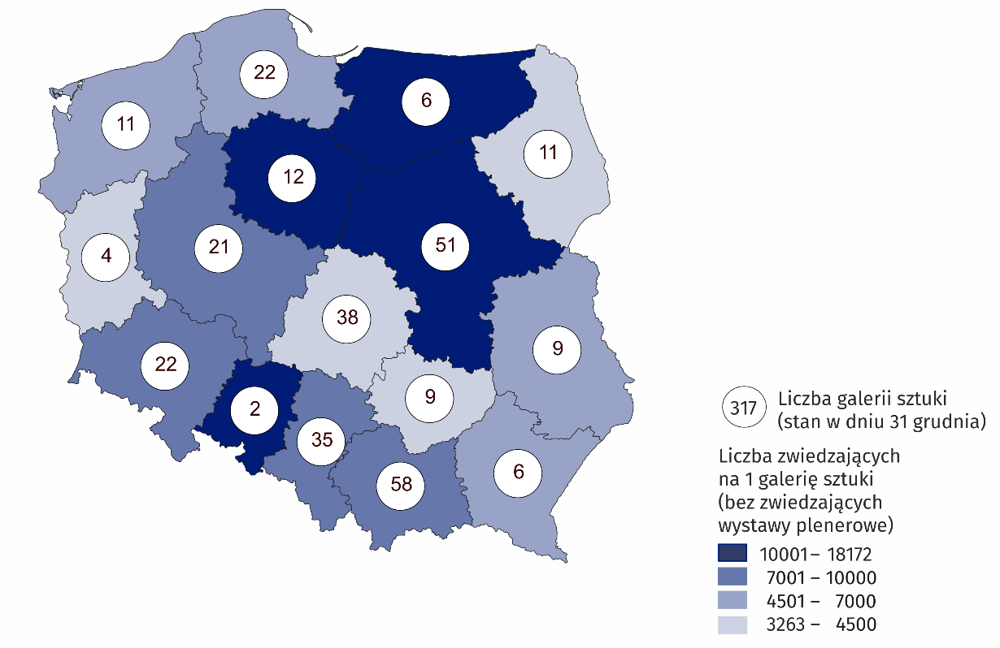 22
6
11
11
12
51
21
4
38
9
22
9
2
35
6
58
317
Liczba galerii sztuki
(stan w dniu 31 grudnia)
Liczba zwiedzających
na 1 galerię sztuki
(bez zwiedzających
wystawy plenerowe)
10001 – 18172
7001 – 10000
4501 – 7000
3263 – 4500